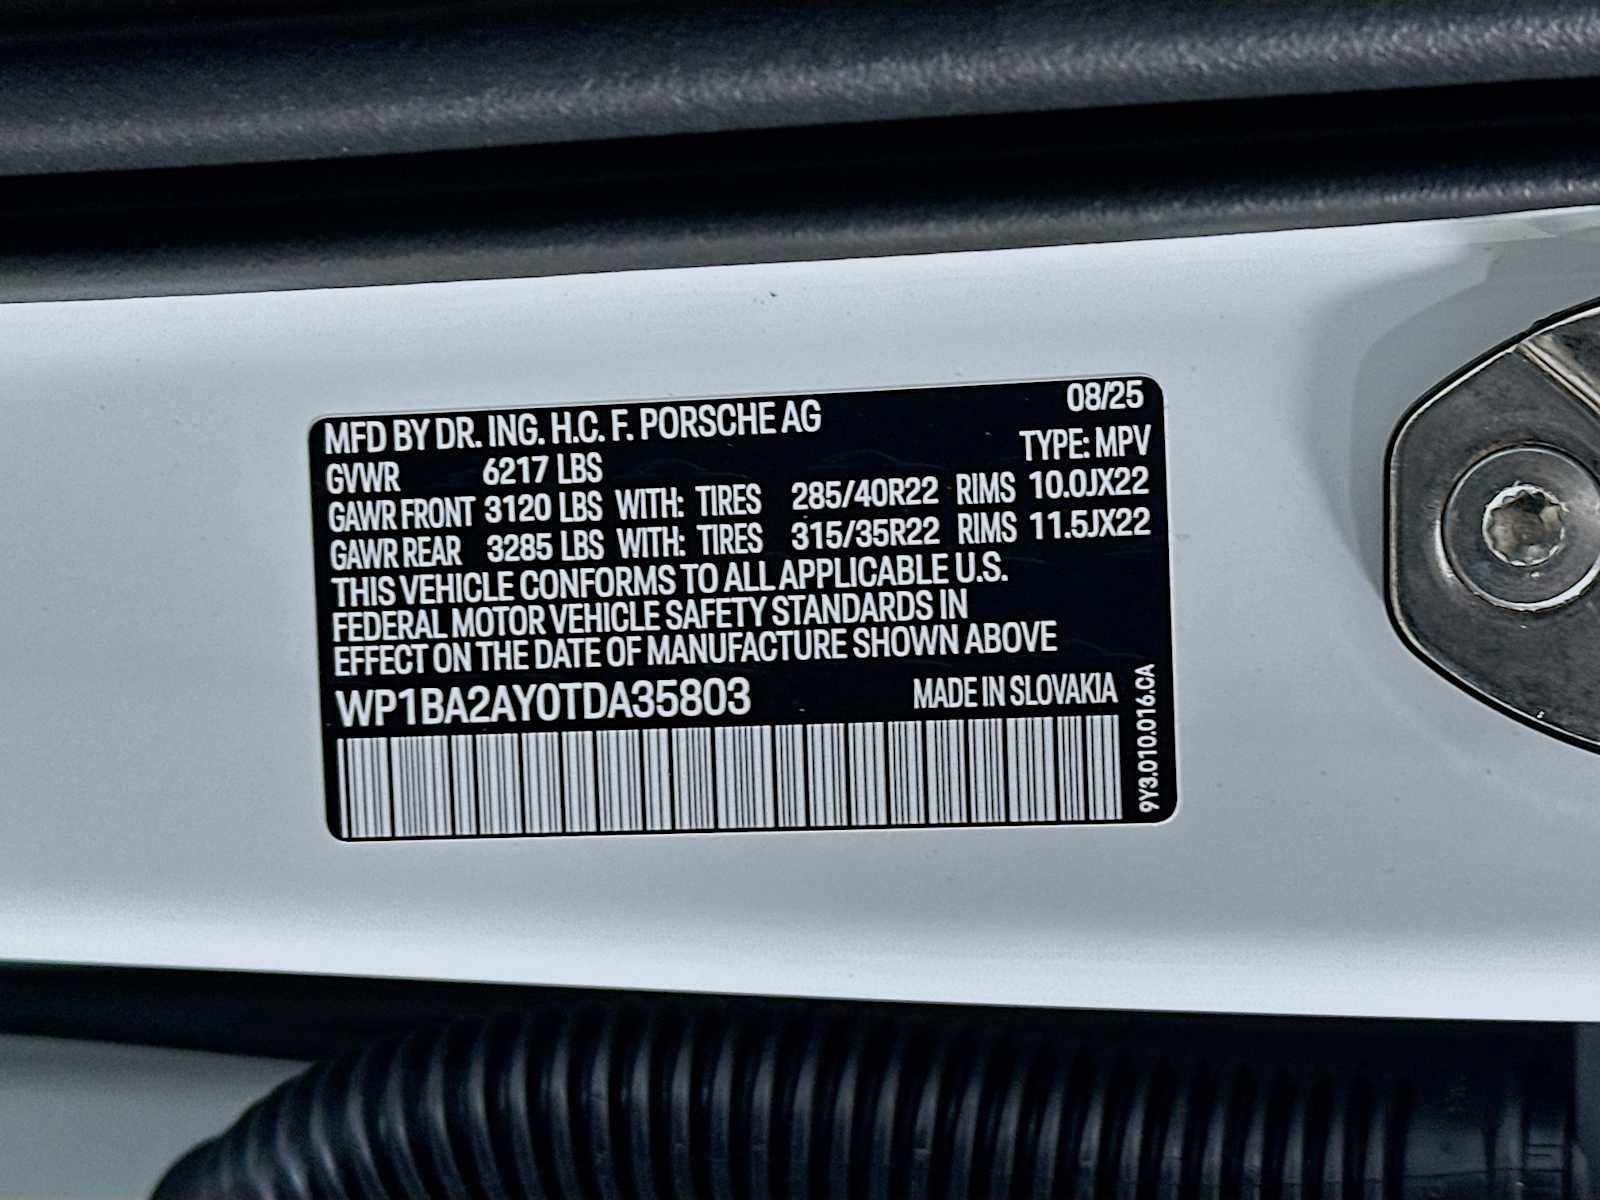 MFD BY DR. ING. H.C. F. PORSCHE AG 08/25
GVWR 6217 LBS TYPE: MPV
GAWR FRONT 3120 LBS WITH: TIRES 285/40R22 RIMS 10.0JX22
GAWR REAR 3285 LBS WITH: TIRES 315/35R22 RIMS 11.5JX22
THIS VEHICLE CONFORMS TO ALL APPLICABLE U.S.
FEDERAL MOTOR VEHICLE SAFETY STANDARDS IN
EFFECT ON THE DATE OF MANUFACTURE SHOWN ABOVE
WP1BA2AY0TDA35803 MADE IN SLOVAKIA
9Y3.010.016.CA